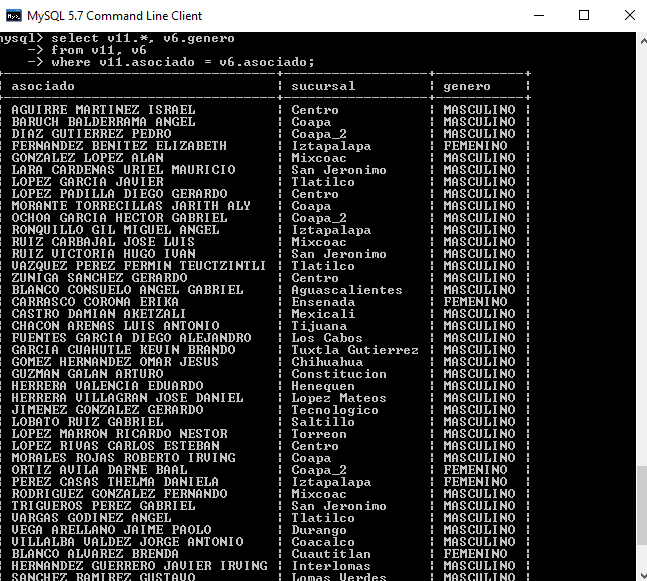 MySQL 5.7 Command Line Client
mysql> select v11.*, v6.genero
-> from v11, v6
-> where v11.asociado = v6.asociado;
asociado | sucursal | genero
AGUIRRE MARTINEZ ISRAEL | Centro | MASCULINO
BARUCH BALDERRAMA ANGEL | Coapa | MASCULINO
DIAZ GUTIERREZ PEDRO | Coapa_2 | MASCULINO
FERNANDEZ BENITEZ ELIZABETH | Iztapalapa | FEMENINO
GONZALEZ LOPEZ ALAN | Mixcoac | MASCULINO
LARA CARDENAS URIEL MAURICIO | San Jeronimo | MASCULINO
LOPEZ GARCIA JAVIER | Tlatilco | MASCULINO
LOPEZ PADILLA DIEGO GERARDO | Centro | MASCULINO
MORANTE TORRECILLAS JARITH ALY | Coapa | MASCULINO
OCHOA GARCIA HECTOR GABRIEL | Coapa_2 | MASCULINO
RONQUILLO GIL MIGUEL ANGEL | Iztapalapa | MASCULINO
RUIZ CARBAJAL JOSE LUIS | Mixcoac | MASCULINO
RUIZ VICTORIA HUGO IVAN | San Jeronimo | MASCULINO
VAZQUEZ PEREZ FERMIN TEUCTZINTLI | Tlatilco | MASCULINO
ZUNIGA SANCHEZ GERARDO | Centro | MASCULINO
BLANCO CONSUELO ANGEL GABRIEL | Aguascalientes | MASCULINO
CARRASCO CORONA ERIKA | Ensenada | FEMENINO
CASTRO DAMIAN AKETZALI | Mexicali | MASCULINO
CHACON ARENAS LUIS ANTONIO | Tijuana | MASCULINO
FUENTES GARCIA DIEGO ALEJANDRO | Los Cabos | MASCULINO
GARCIA CUAHUTLE KEVIN BRANDO | Tuxtla Gutierrez | MASCULINO
GOMEZ HERNANDEZ OMAR JESUS | Chihuahua | MASCULINO
GUZMAN GALAN ARTURO | Constitucion | MASCULINO
HERRERA VALENCIA EDUARDO | Henequen | MASCULINO
HERRERA VILLAGRAN JOSE DANIEL | Lopez Mateos | MASCULINO
JIMENEZ GONZALEZ GERARDO | Tecnologico | MASCULINO
LOBATO RUIZ GABRIEL | Saltillo | MASCULINO
LOPEZ MARRON RICARDO NESTOR | Torreon | MASCULINO
LOPEZ RIVAS CARLOS ESTEBAN | Centro | MASCULINO
MORALES ROJAS ROBERTO IRVING | Coapa | MASCULINO
ORTIZ AVILA DAFNE BAAL | Coapa_2 | FEMENINO
PEREZ CASAS THELMA DANIELA | Iztapalapa | FEMENINO
RODRIGUEZ GONZALEZ FERNANDO | Mixcoac | MASCULINO
TRIGUEROS PEREZ GABRIEL | San Jeronimo | MASCULINO
VARGAS GODINEZ ANGEL | Tlatilco | MASCULINO
VEGA ARELLANO JAIME PAOLO | Durango | MASCULINO
VILLALBA VALDEZ JORGE ANTONIO | Coacalco | MASCULINO
BLANCO ALVAREZ BRENDA | Cuautitlan | FEMENINO
HERNANDEZ GUERRERO JAVIER IRVING | Interlomas | MASCULINO
SANCHEZ RAMIREZ GUSTAVO | Lomas Verdes | MASCULINO